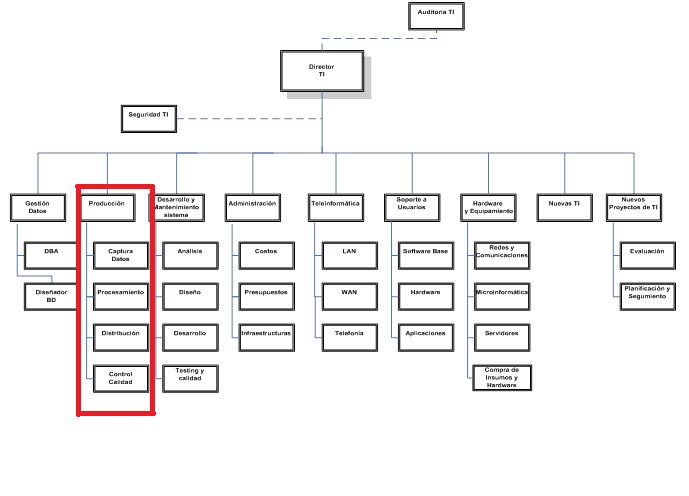 Auditoria TI
Director
TI
Seguridad TI
Gestión
Datos
Producción
Desarrollo y
Mantenimiento
sistema
Administración
Teleinformática
Soporte a
Usuarios
Hardware
y Equipamiento
Nuevas TI
Nuevos
Proyectos de TI
DBA
Captura
Datos
Análisis
Costos
LAN
Software Base
Redes y
Comunicaciones
Evaluación
Diseñador
BD
Procesamiento
Diseño
Presupuestos
WAN
Hardware
Microinformática
Planificación y
Segumiento
Distribución
Desarrollo
Infraestructuras
Telefonía
Aplicaciones
Servidores
Control
Calidad
Testing y
calidad
Compra de
Insumos y
Hardware